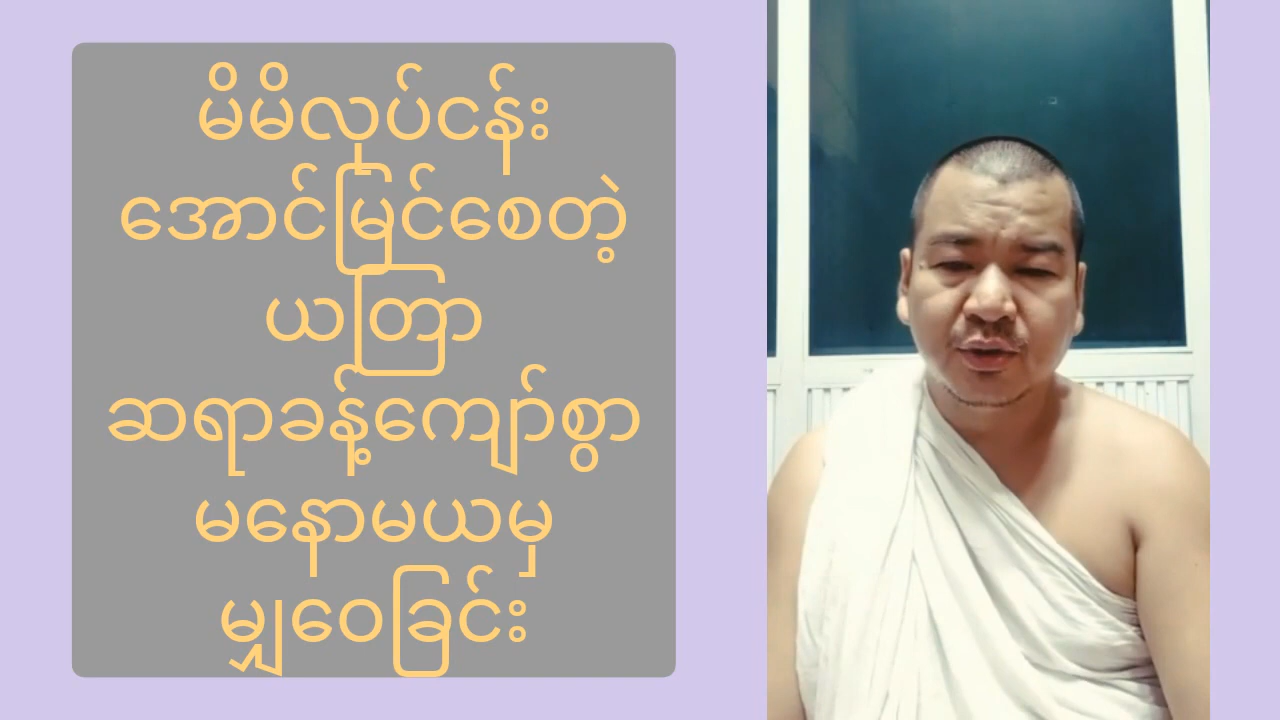 မိမိလုပ်ငန်း
အောင်မြင်စေတဲ့
ယတြာ
ဆရာခန့်ကျော်စွာ
မနောမယမှ
မျှဝေခြင်း